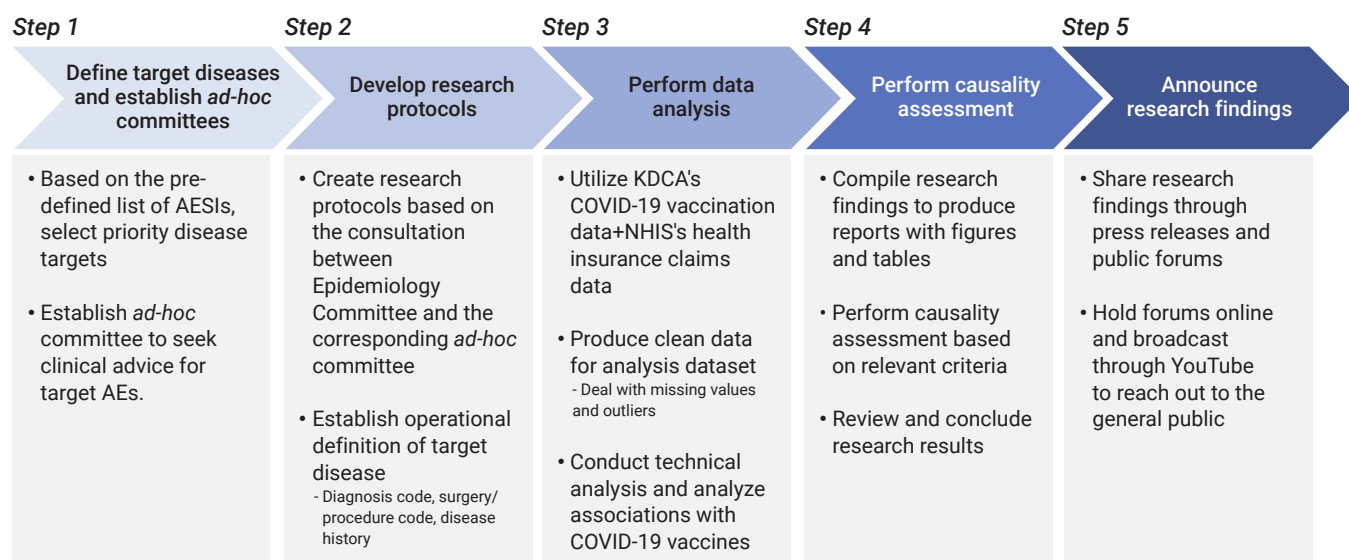 Step 1
Define target diseases
and establish ad-hoc
committees
• Based on the pre-
defined list of AESIs,
select priority disease
targets
• Establish ad-hoc
committee to seek
clinical advice for
target AEs.
Step 2
Develop research
protocols
• Create research
protocols based on
the consultation
between
Epidemiology
Committee and the
corresponding ad-hoc
committee
• Establish operational
definition of target
disease
- Diagnosis code, surgery/
procedure code, disease
history
Step 3
Perform data
analysis
• Utilize KDCA's
COVID-19 vaccination
data+NHIS's health
insurance claims
data
• Produce clean data
for analysis dataset
- Deal with missing values
and outliers
• Conduct technical
analysis and analyze
associations with
COVID-19 vaccines
Step 4
Perform causality
assessment
• Compile research
findings to produce
reports with figures
and tables
• Perform causality
assessment based
on relevant criteria
• Review and conclude
research results
Step 5
Announce
research findings
• Share research
findings through
press releases and
public forums
• Hold forums online
and broadcast
through YouTube
to reach out to the
general public